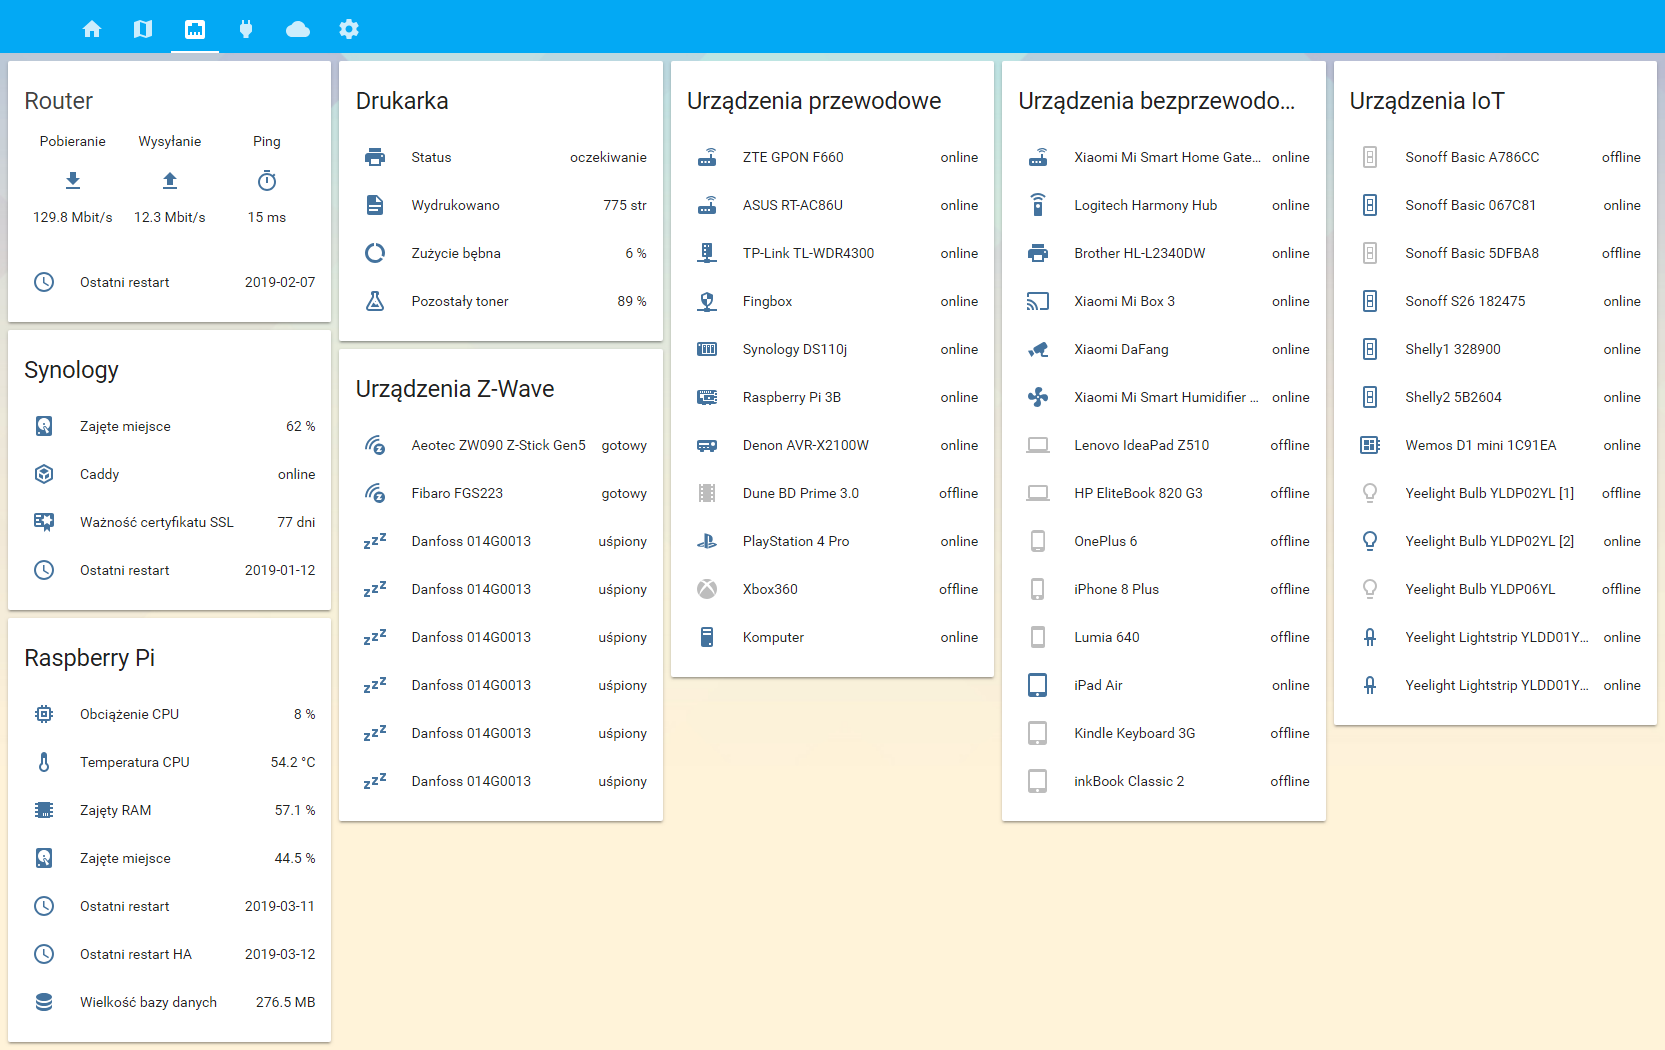 Router
Pobieranie Wysyłanie Ping
129.8 Mbit/s 12.3 Mbit/s 15 ms
Ostatni restart 2019-02-07
Synology
Zajęte miejsce 62 %
Caddy online
Ważność certyfikatu SSL 77 dni
Ostatni restart 2019-01-12
Raspberry Pi
Obciążenie CPU 8 %
Temperatura CPU 54.2 °C
Zajęty RAM 57.1 %
Zajęte miejsce 44.5 %
Ostatni restart 2019-03-11
Ostatni restart HA 2019-03-12
Wielkość bazy danych 276.5 MB
Drukarka
Status oczekiwanie
Wydrukowano 775 str
Zużycie bębna 6 %
Pozostały toner 89 %
Urządzenia Z-Wave
Aeotec ZW090 Z-Stick Gen5 gotowy
Fibaro FGS223 gotowy
Danfoss 014G0013 uśpiony
Danfoss 014G0013 uśpiony
Danfoss 014G0013 uśpiony
Danfoss 014G0013 uśpiony
Danfoss 014G0013 uśpiony
Danfoss 014G0013 uśpiony
Urządzenia przewodowe
ZTE GPON F660 online
ASUS RT-AC86U online
TP-Link TL-WDR4300 online
Fingbox online
Synology DS110j online
Raspberry Pi 3B online
Denon AVR-X2100W online
Dune BD Prime 3.0 offline
PlayStation 4 Pro online
Xbox360 offline
Komputer online
Urządzenia bezprzewodo...
Xiaomi Mi Smart Home Gate... online
Logitech Harmony Hub online
Brother HL-L2340DW online
Xiaomi Mi Box 3 online
Xiaomi DaFang online
Xiaomi Mi Smart Humidifier ... online
Lenovo IdeaPad Z510 offline
HP EliteBook 820 G3 offline
OnePlus 6 offline
iPhone 8 Plus offline
Lumia 640 offline
iPad Air online
Kindle Keyboard 3G offline
inkBook Classic 2 offline
Urządzenia IoT
Sonoff Basic A786CC offline
Sonoff Basic 067C81 online
Sonoff Basic 5DFBA8 offline
Sonoff S26 182475 online
Shelly1 328900 online
Shelly2 5B2604 online
Wemos D1 mini 1C91EA online
Yeelight Bulb YLDP02YL [1] offline
Yeelight Bulb YLDP02YL [2] online
Yeelight Bulb YLDP06YL offline
Yeelight Lightstrip YLDD01Y... online
Yeelight Lightstrip YLDD01Y... online